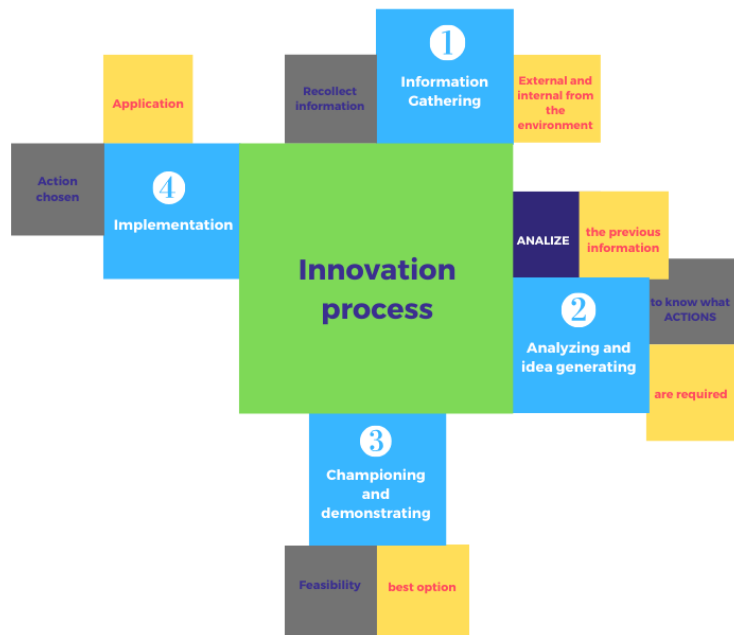 Innovation
process
1
Information
Gathering
Recollect
information
External and
internal from
the
environment
ANALIZE
the previous
information
2
Analyzing and
idea generating
to know what
ACTIONS
are required
3
Championing
and
demonstrating
Feasibility
best option
4
Implementation
Application
Action
chosen